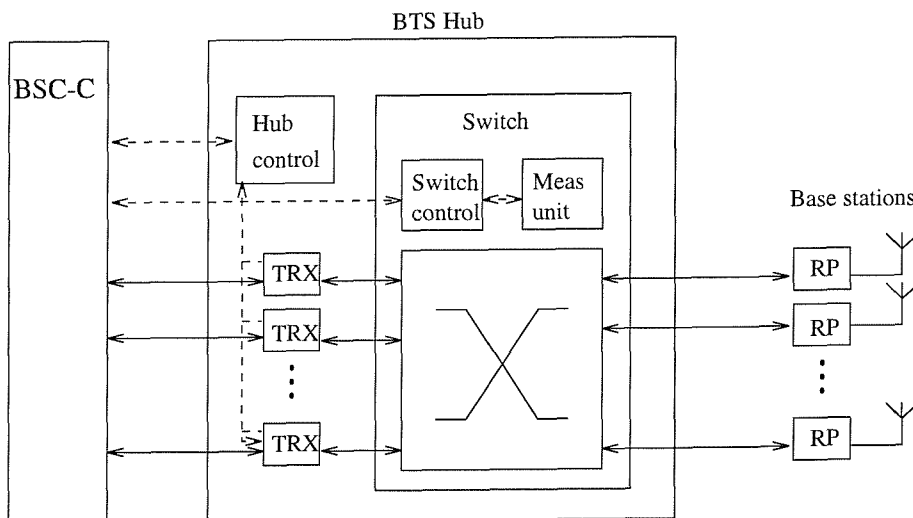 BTS Hub
BSC-C
Hub
control
Switch
Switch
control
Meas
unit
Base stations
TRX
RP
TRX
RP
TRX
RP